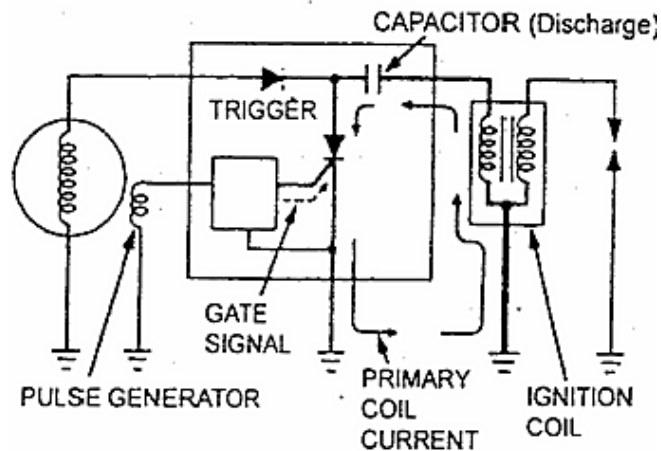 CAPACITOR (Discharge)
TRIGGER
GATE
SIGNAL
PULSE GENERATOR
PRIMARY
COIL
CURRENT
IGNITION
COIL